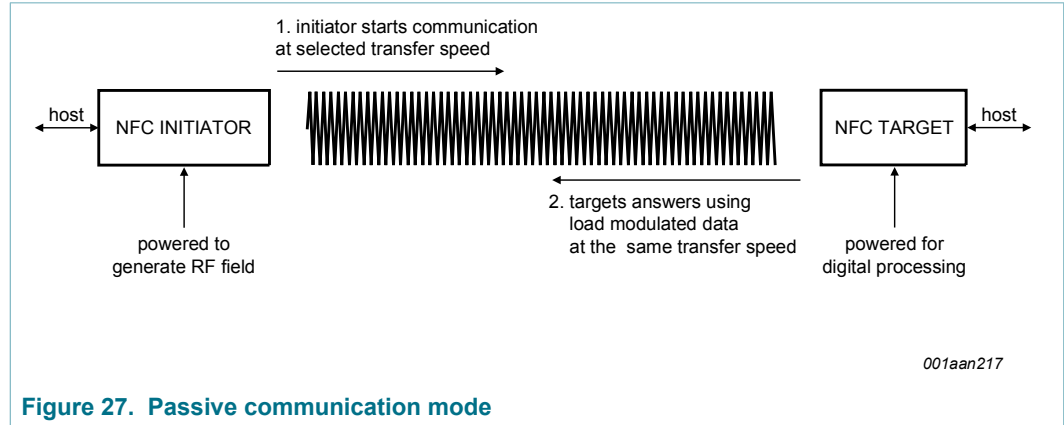 1. initiator starts communication
at selected transfer speed
host
NFC INITIATOR
NFC TARGET
host
2. targets answers using
load modulated data
at the same transfer speed
powered to
generate RF field
powered for
digital processing
001aan217
Figure 27. Passive communication mode